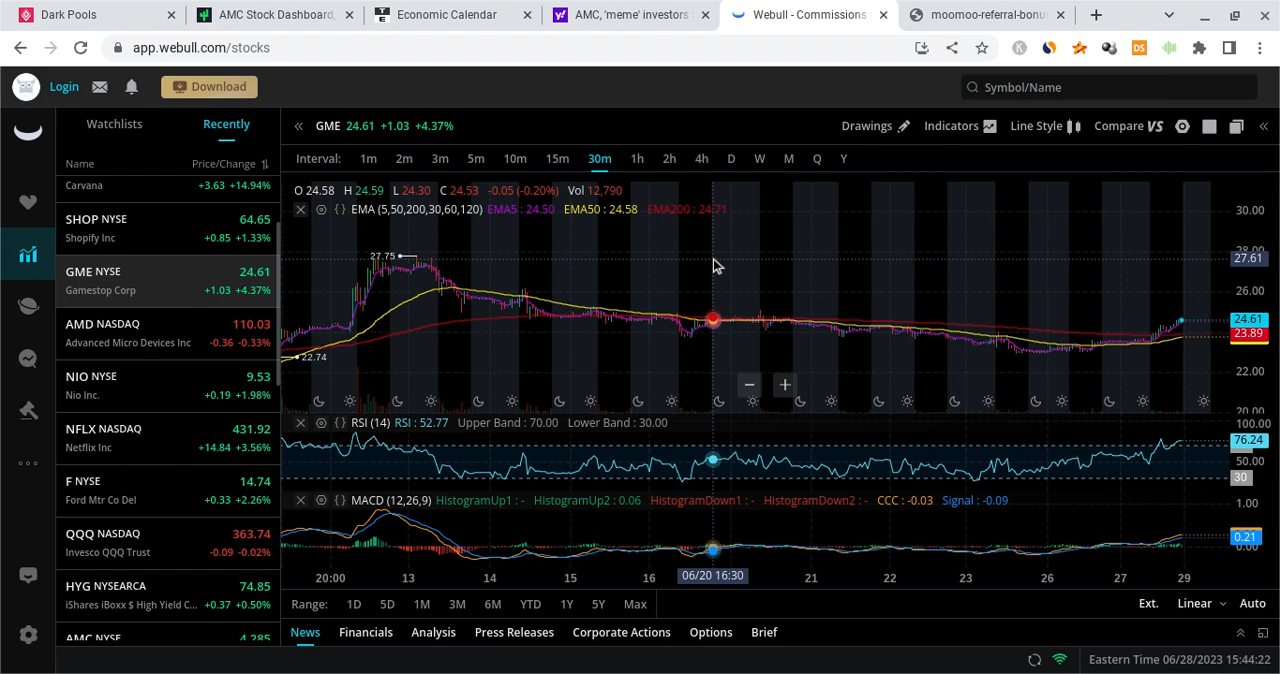 Dark Pools
AMC Stock Dashboard,
Economic Calendar
AMC, 'meme' investors
Webull - Commissions
moomoo-referral-bonu
app.webull.com/stocks
Login
Download
Symbol/Name
Watchlists
Recently
GME 24.61 +1.03 +4.37%
Drawings
Indicators
Line Style
Compare VS
Name
Price/Change
Interval: 1m 2m 3m 5m 10m 15m 30m 1h 2h 4h D W M Q Y
Carvana
+3.63 +14.94%
SHOP NYSE
64.65
Shopify Inc
+0.85 +1.33%
GME NYSE
24.61
Gamestop Corp
+1.03 +4.37%
AMD NASDAQ
110.03
Advanced Micro Devices Inc
-0.36 -0.33%
NIO NYSE
9.53
Nio Inc.
+0.19 +1.98%
NFLX NASDAQ
431.92
Netflix Inc
+14.84 +3.56%
F NYSE
14.74
Ford Mtr Co Del
+0.33 +2.26%
QQQ NASDAQ
363.74
Invesco QQQ Trust
-0.09 -0.02%
HYG NYSEARCA
74.85
iShares iBoxx $ High Yield C...
+0.37 +0.50%
AMC NYSE
4.285
O 24.58 H 24.59 L 24.30 C 24.53 -0.05 (-0.20%) Vol 12,790
EMA (5,50,200,30,60,120) EMA5 : 24.50 EMA50 : 24.58 EMA200 : 24.71
30.00
28.00
27.61
27.75
26.00
24.61
23.89
22.74
22.00
20.00
RSI (14) RSI : 52.77 Upper Band : 70.00 Lower Band : 30.00
100.00
76.24
50.00
30
MACD (12,26,9) HistogramUp1 : - HistogramUp2 : 0.06 HistogramDown1 : - HistogramDown2 : - CCC : -0.03 Signal : -0.09
1.00
0.21
0.00
20:00 13 14 15 16 06/20 16:30 21 22 23 26 27 29
Range: 1D 5D 1M 3M 6M YTD 1Y 5Y Max
Ext. Linear Auto
News Financials Analysis Press Releases Corporate Actions Options Brief
Eastern Time 06/28/2023 15:44:22